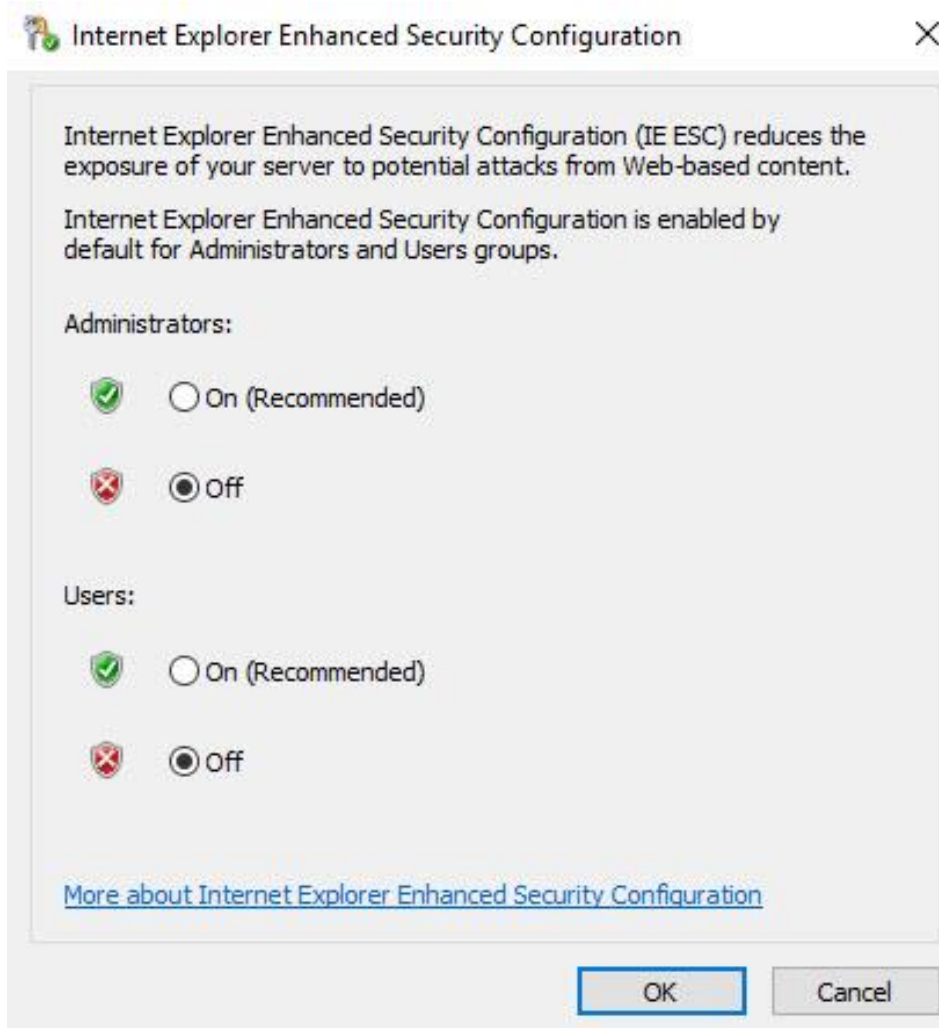 Internet Explorer Enhanced Security Configuration
Internet Explorer Enhanced Security Configuration (IE ESC) reduces the
exposure of your server to potential attacks from Web-based content.
Internet Explorer Enhanced Security Configuration is enabled by
default for Administrators and Users groups.
Administrators:
On (Recommended)
Off
Users:
On (Recommended)
Off
More about Internet Explorer Enhanced Security Configuration
OK
Cancel